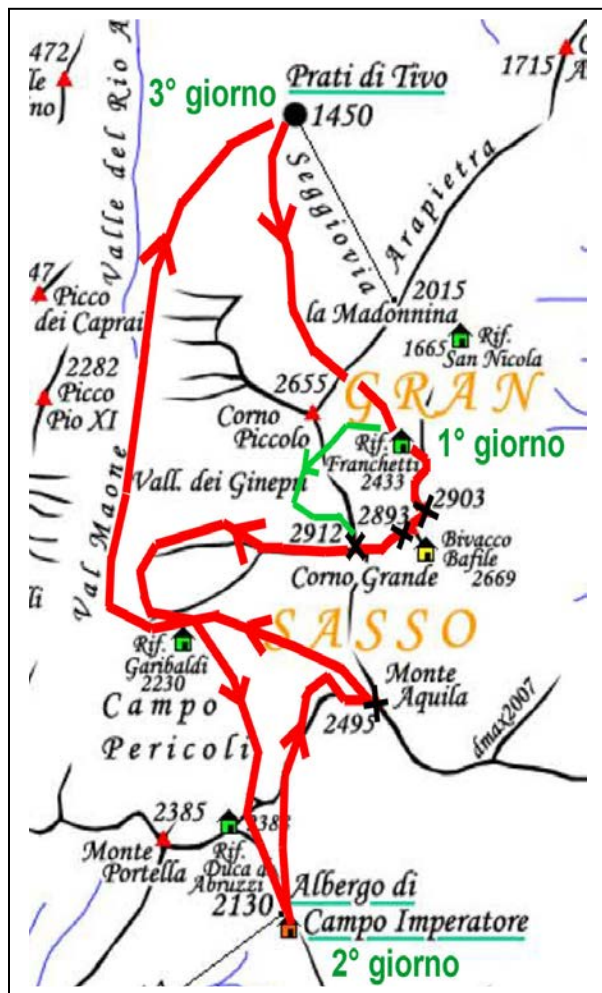 472
Prati di Tivo
3° giorno
1450
1715
Valle del Rio A
Seggiovia
Arapietra
2015
la Madonnina
47
Picco
dei Caprai
1665
Rif.
San Nicola
2282
Picco
Pio XI
2655
GRAN
Corno
Piccolo
Rif.
Franchetti
2433
1° giorno
Vall. dei Ginepri
2903
2893
2912
Val Maone
Bivacco
Bafile
2669
Corno Grande
SASSO
Rif.
Garibaldi
2230
Monte
Aquila
2495
Campo
Pericoli
dmax2007
2385
Monte
Portella
Rif.
Duca d
Abruzzi
2130
Albergo di
Campo Imperatore
2° giorno